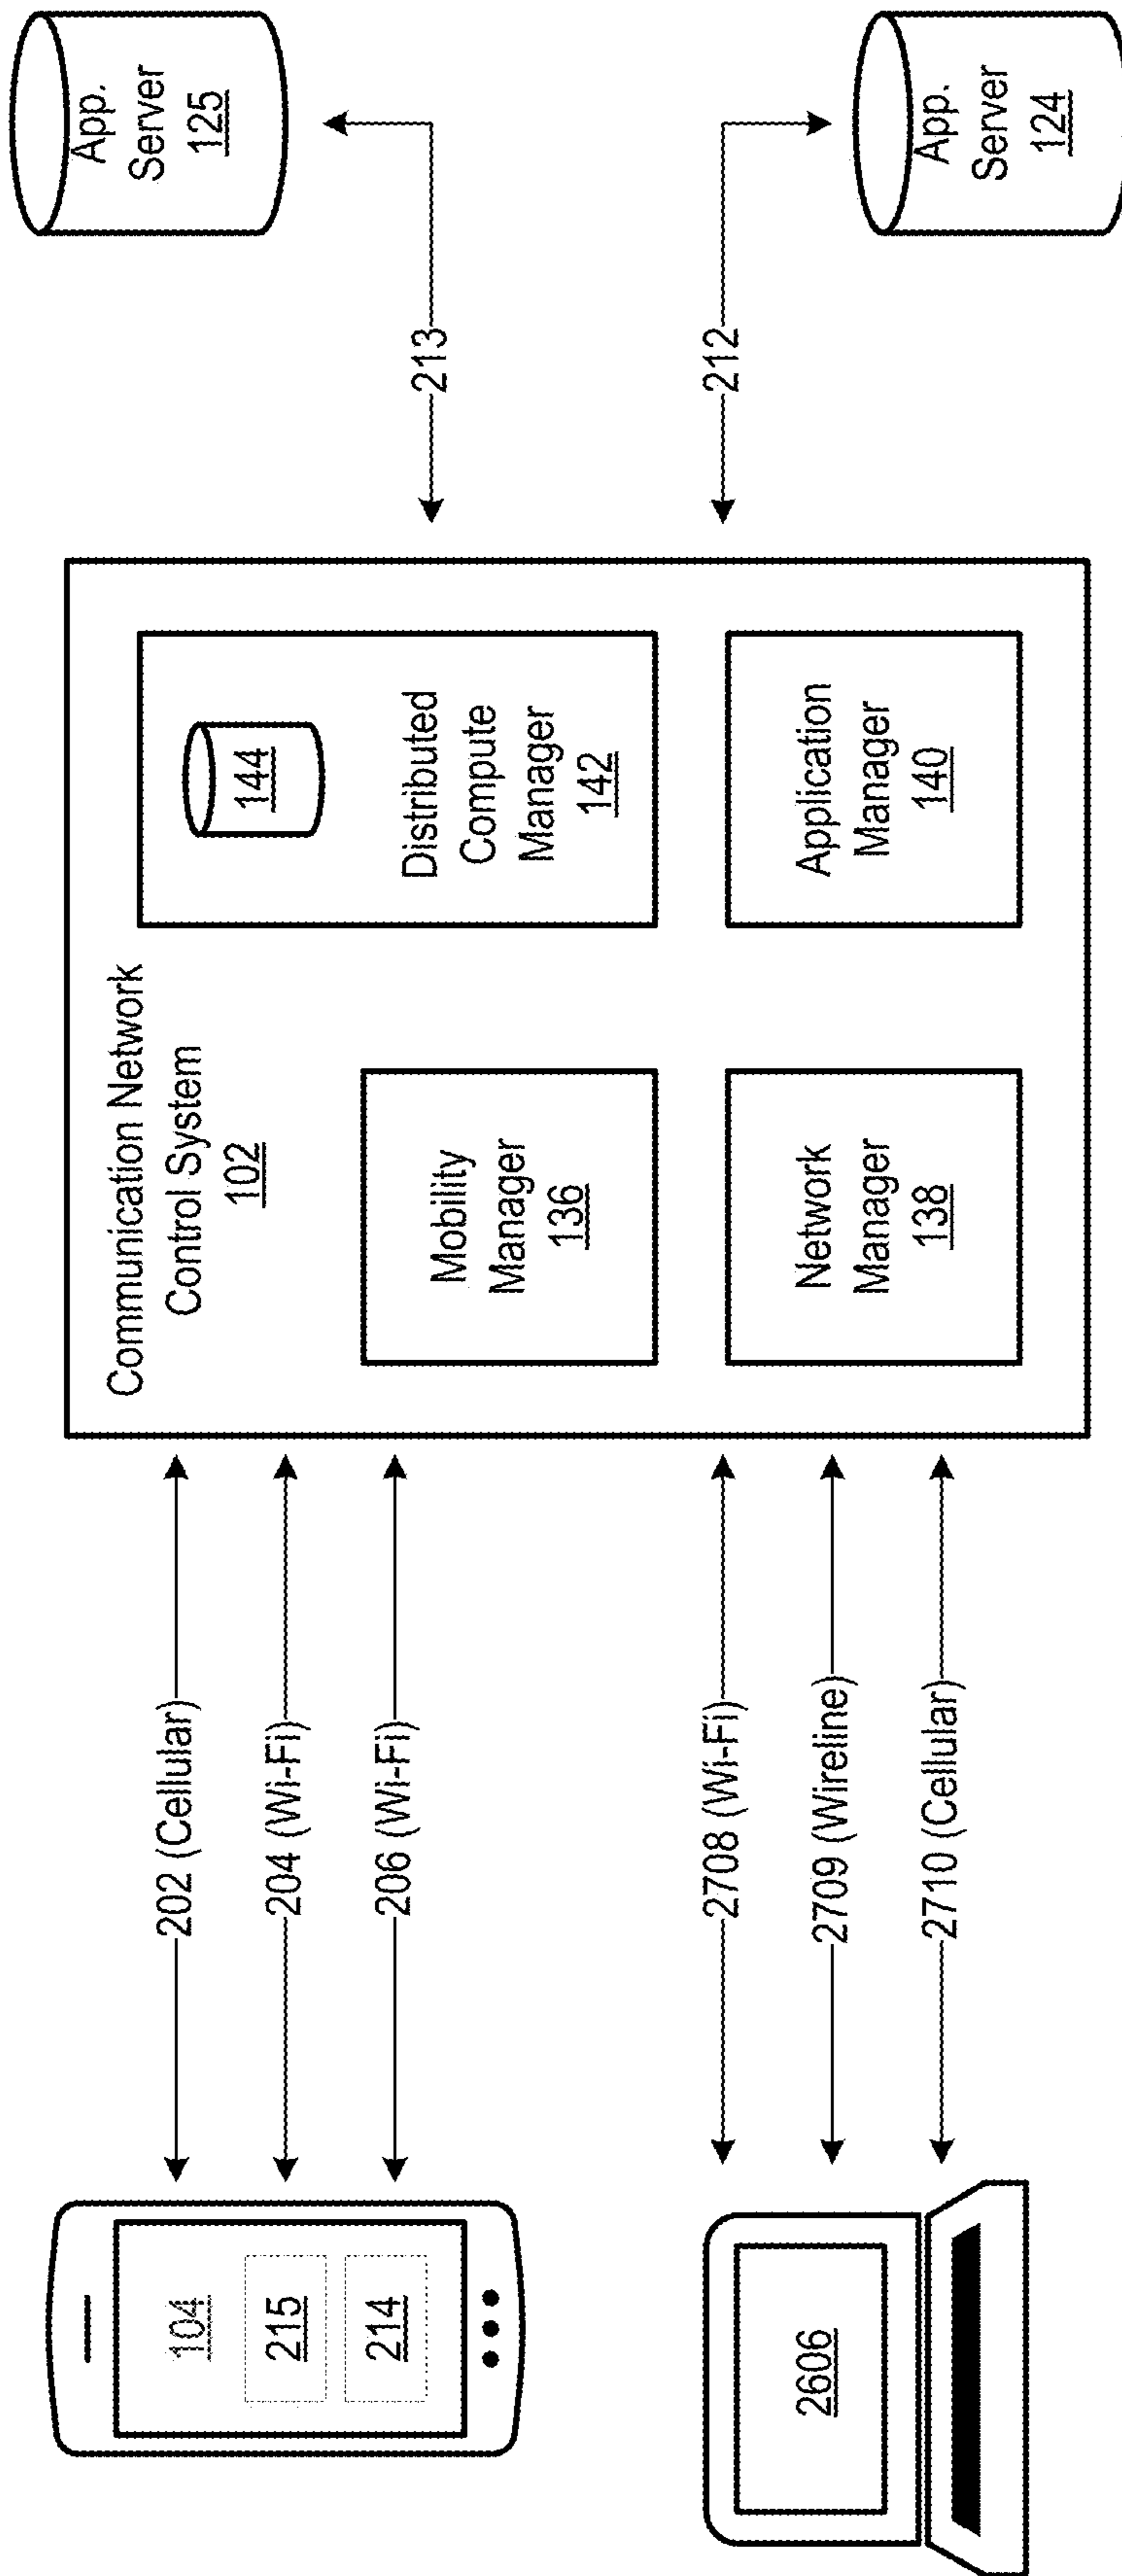 104
215
214
2606
202 (Cellular)
204 (Wi-Fi)
206 (Wi-Fi)
2708 (Wi-Fi)
2709 (Wireline)
2710 (Cellular)
Communication Network
Control System
102
Mobility
Manager
136
Network
Manager
138
144
Distributed
Compute
Manager
142
Application
Manager
140
213
212
App.
Server
125
App.
Server
124